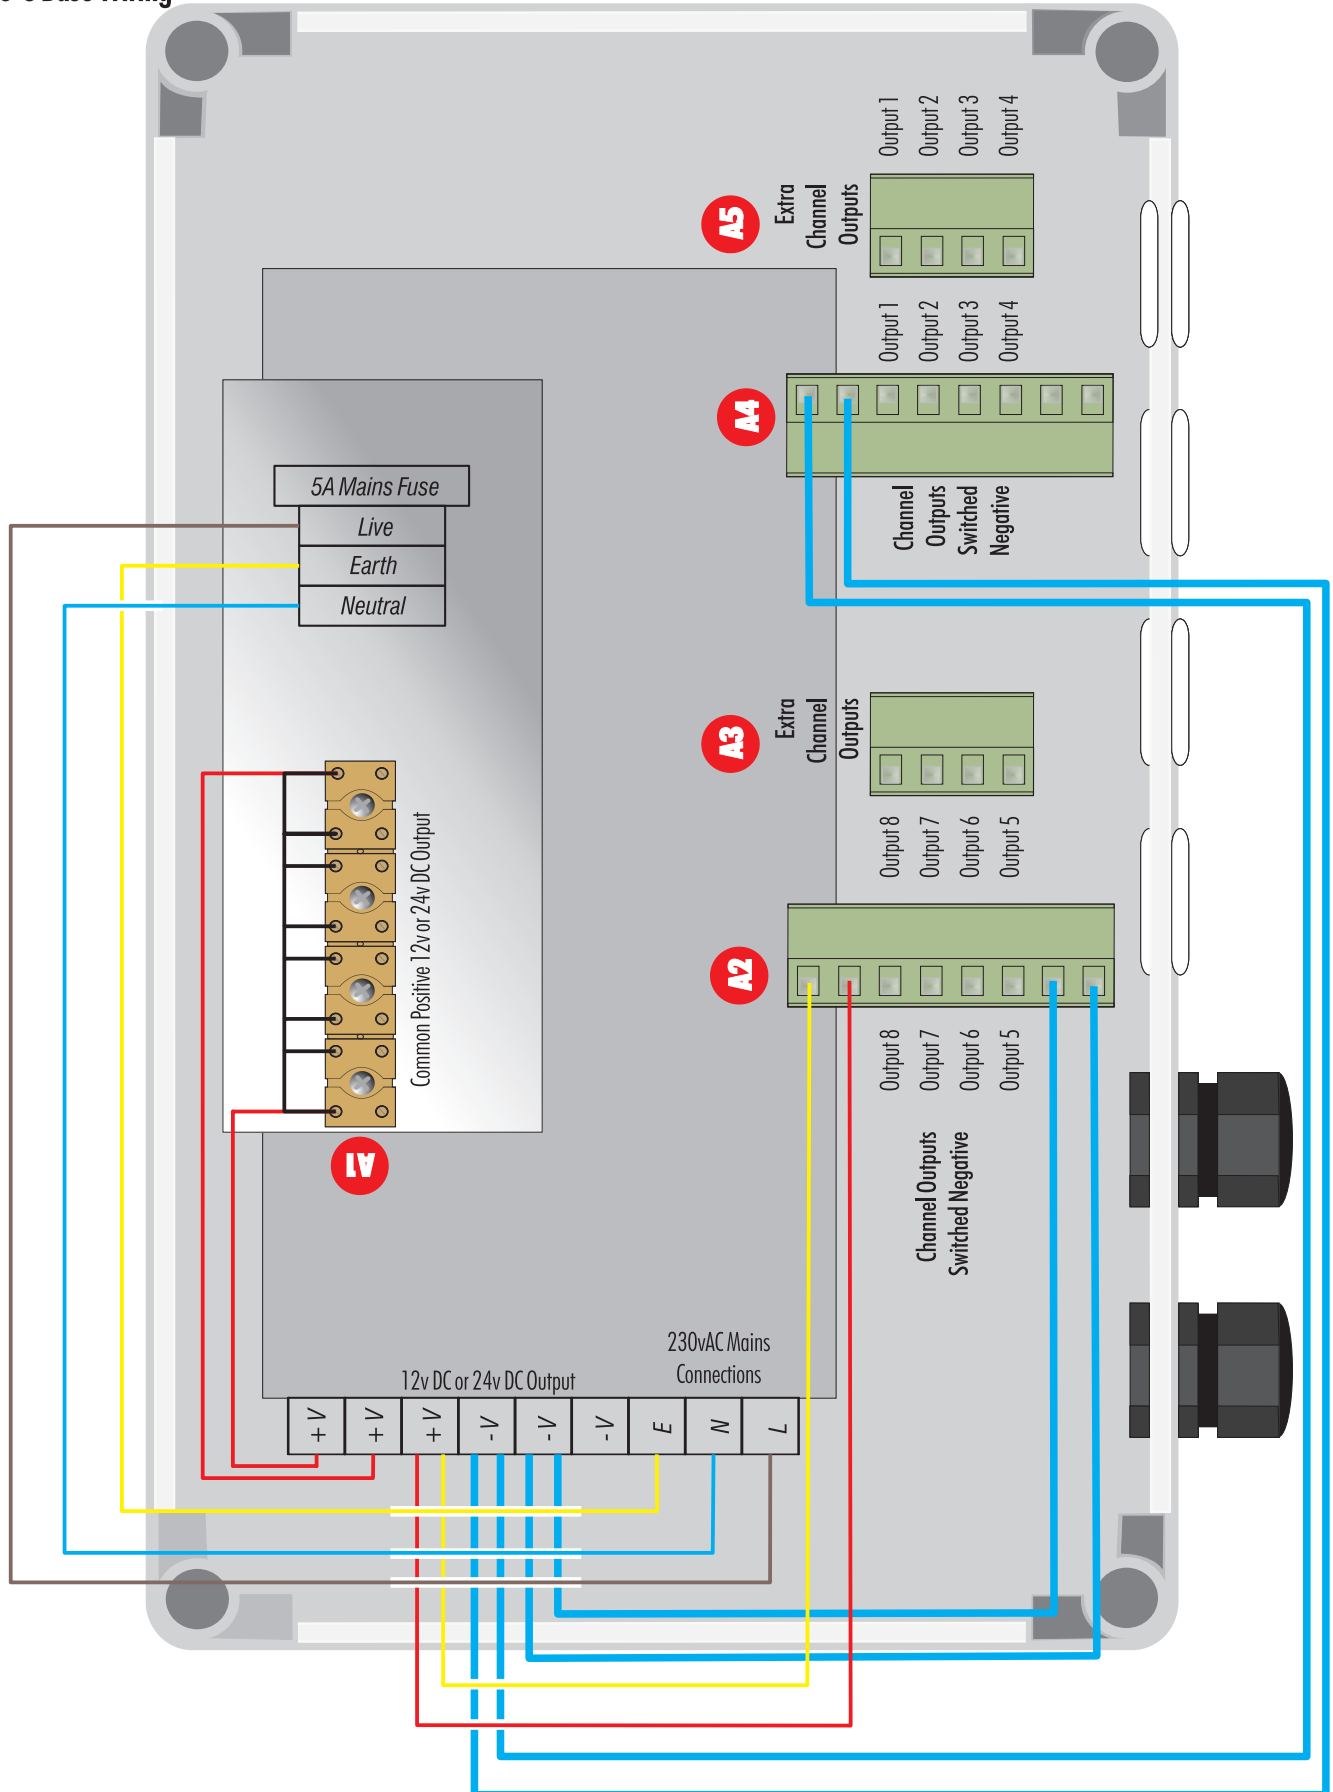 Base Wiring
Output 1
Output 2
Output 3
Output 4
A5
Extra
Channel
Outputs
Output 1
Output 2
Output 3
Output 4
A4
Channel
Outputs
Switched
Negative
5A Mains Fuse
Live
Earth
Neutral
A3
Extra
Channel
Outputs
Output 8
Output 7
Output 6
Output 5
Common Positive 12v or 24v DC Output
A1
A2
Output 8
Output 7
Output 6
Output 5
Channel Outputs
Switched Negative
230vAC Mains
Connections
12v DC or 24v DC Output
+V
+V
+V
-V
-V
-V
E
N
L